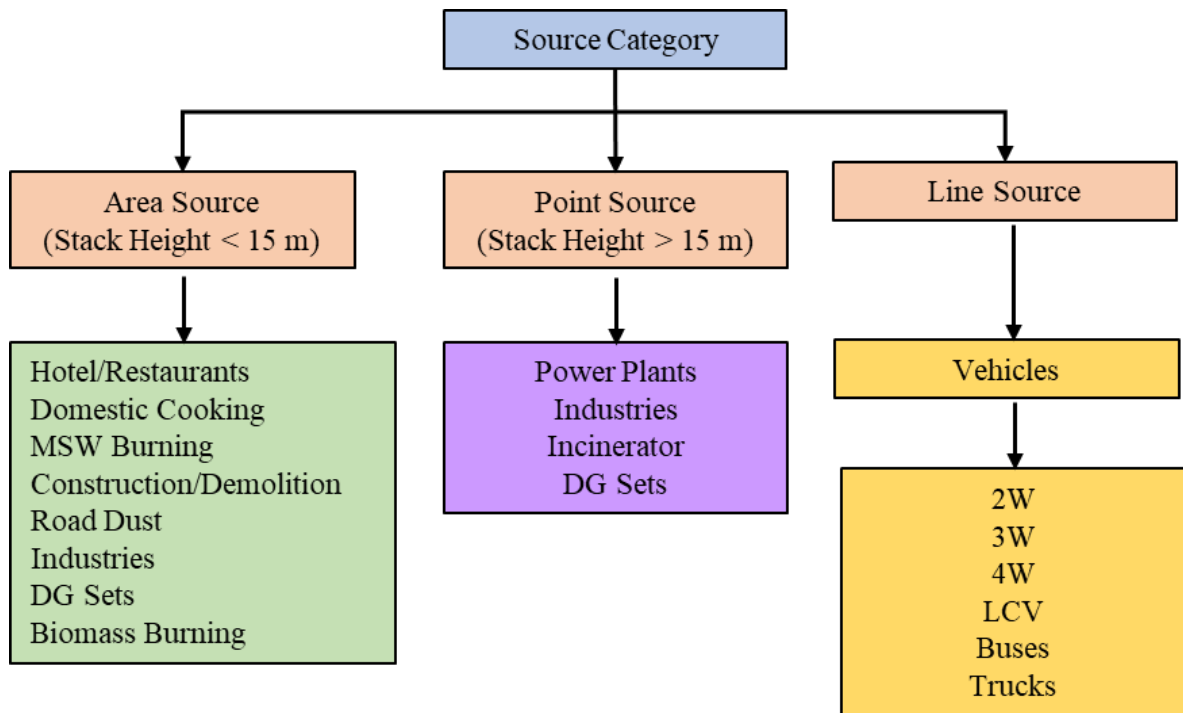 Source Category
Area Source
(Stack Height < 15 m)
Point Source
(Stack Height > 15 m)
Line Source
Hotel/Restaurants
Domestic Cooking
MSW Burning
Construction/Demolition
Road Dust
Industries
DG Sets
Biomass Burning
Power Plants
Industries
Incinerator
DG Sets
Vehicles
2W
3W
4W
LCV
Buses
Trucks